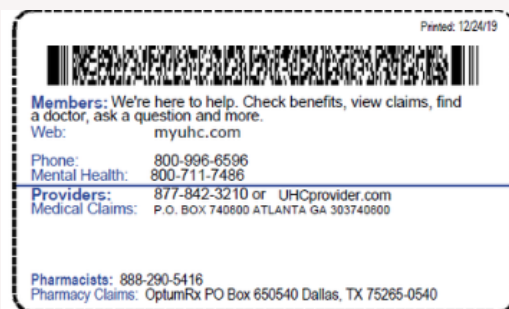 Printed: 12/24/19
Members: We're here to help. Check benefits, view claims, find
a doctor, ask a question and more.
Web: myuhc.com
Phone: 800-996-6596
Mental Health: 800-711-7486
Providers: 877-842-3210 or UHCprovider.com
Medical Claims: P.O. BOX 740800 ATLANTA GA 303740800
Pharmacists: 888-290-5416
Pharmacy Claims: OptumRx PO Box 650540 Dallas, TX 75265-0540